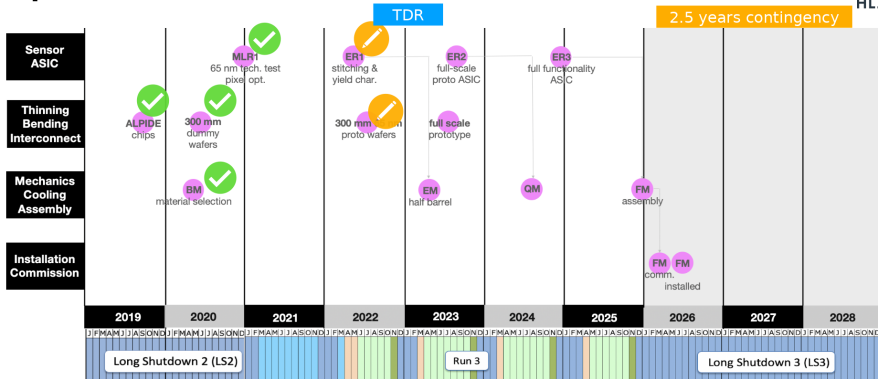 TDR
HL
2.5 years contingency
Sensor
ASIC
MLR1
65 nm tech. test
pixel opt.
ER1
stitching &
yield char.
ER2
full-scale
proto ASIC
ER3
full functionality
ASIC
Thinning
Bending
Interconnect
ALPIDE
chips
300 mm
dummy
wafers
300 mm
proto wafers
full scale
prototype
Mechanics
Cooling
Assembly
BM
material selection
EM
half barrel
QM
FM
assembly
Installation
Commission
FM
comm.
FM
installed
2019 2020 2021 2022 2023 2024 2025 2026 2027 2028
J F M A M J J A S O N D J F M A M J J A S O N D J F M A M J J A S O N D J F M A M J J A S O N D J F M A M J J A S O N D J F M A M J J A S O N D J F M A M J J A S O N D J F M A M J J A S O N D J F M A M J J A S O N D J F M A M J J A S O N D
Long Shutdown 2 (LS2)
Run 3
Long Shutdown 3 (LS3)